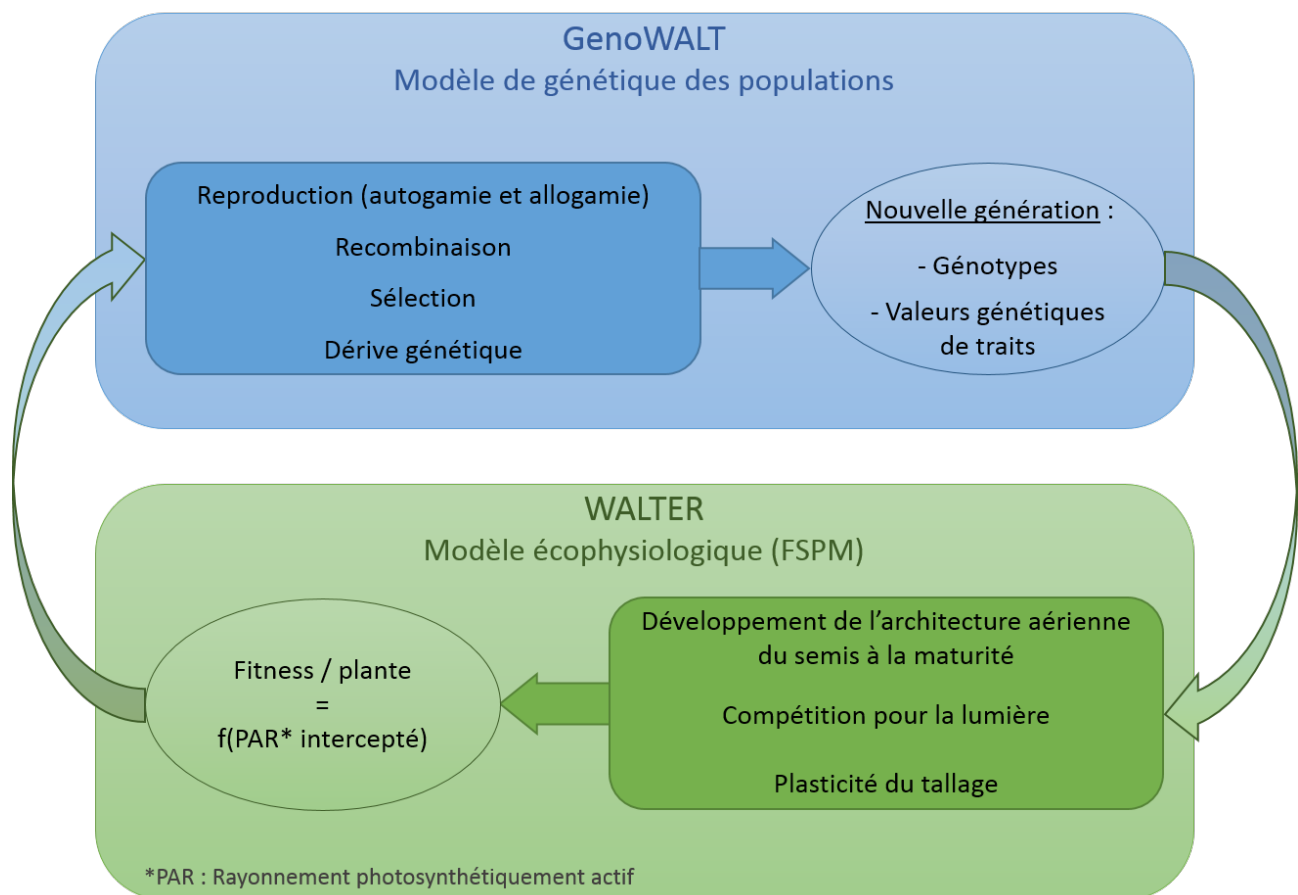 GenoWALT
Modèle de génétique des populations
Reproduction (autogamie et allogamie)
Recombinaison
Sélection
Dérive génétique
Nouvelle génération :
- Génotypes
- Valeurs génétiques
de traits
WALTER
Modèle écophysiologique (FSPM)
Développement de l’architecture aérienne
du semis à la maturité
Compétition pour la lumière
Plasticité du tallage
Fitness / plante
=
f(PAR* intercepté)
*PAR : Rayonnement photosynthétiquement actif